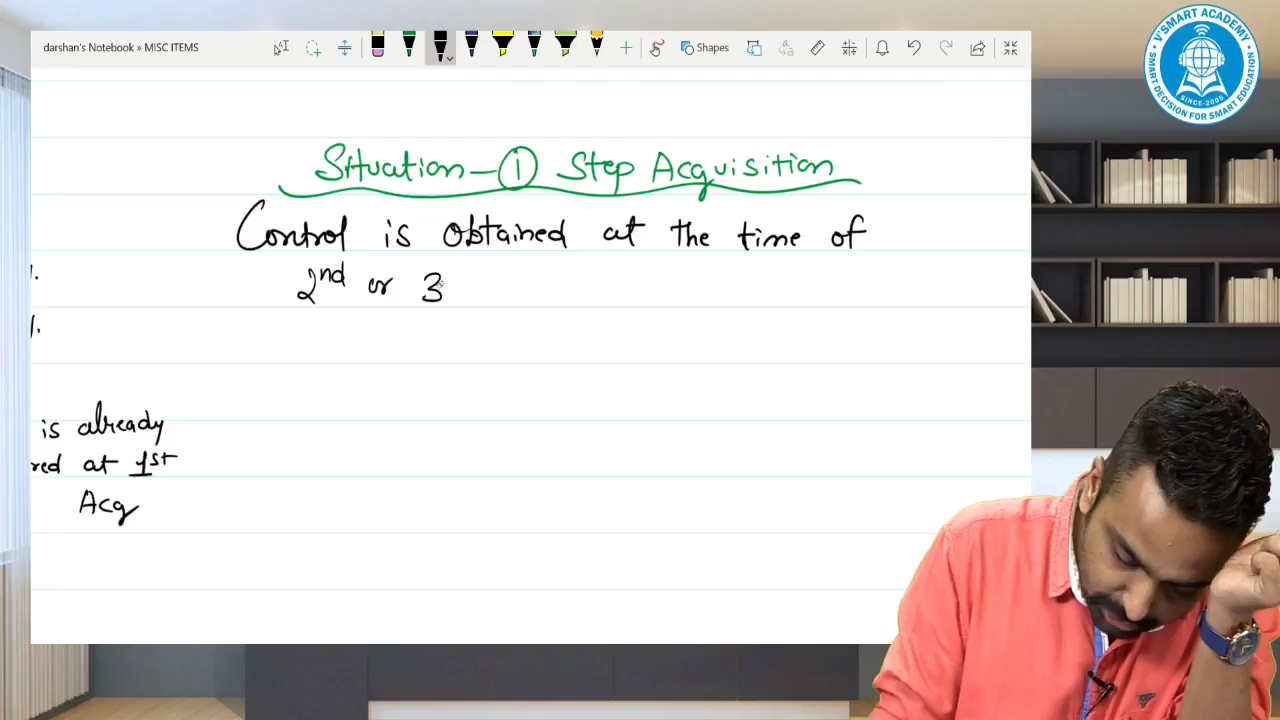 darshan's Notebook » MISC ITEMS
Shapes
Situation – ① Step Acquisition
Control is obtained at the time of
2nd or 3
is already
red at 1st
Acq
V'SMART ACADEMY
SMART DECISION FOR SMART EDUCATION
SINCE-2005